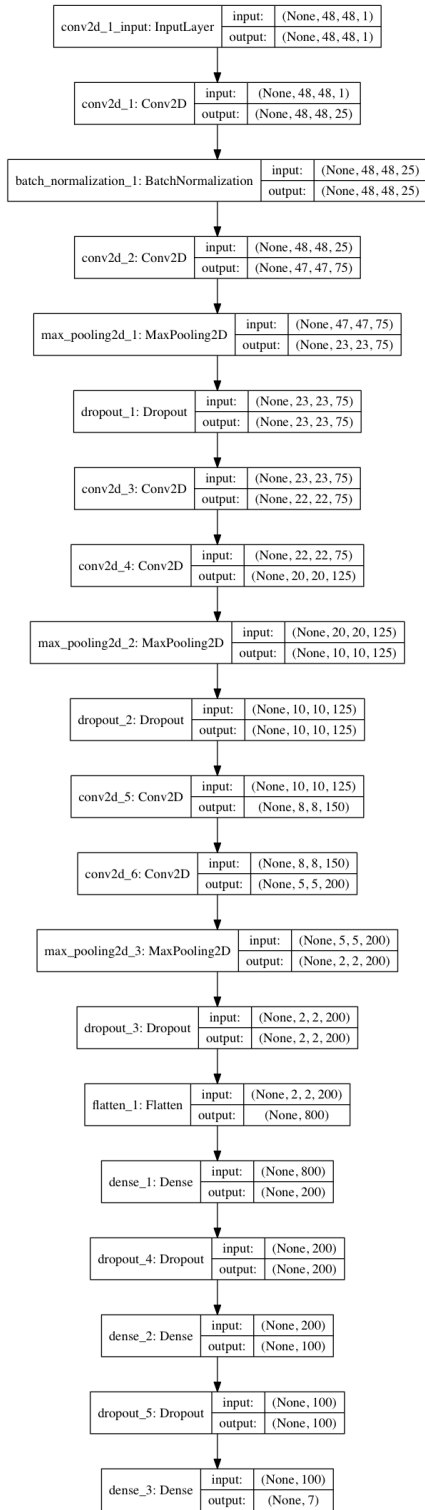 conv2d_1_input: InputLayer
input: (None, 48, 48, 1)
output: (None, 48, 48, 1)
conv2d_1: Conv2D
input: (None, 48, 48, 1)
output: (None, 48, 48, 25)
batch_normalization_1: BatchNormalization
input: (None, 48, 48, 25)
output: (None, 48, 48, 25)
conv2d_2: Conv2D
input: (None, 48, 48, 25)
output: (None, 47, 47, 75)
max_pooling2d_1: MaxPooling2D
input: (None, 47, 47, 75)
output: (None, 23, 23, 75)
dropout_1: Dropout
input: (None, 23, 23, 75)
output: (None, 23, 23, 75)
conv2d_3: Conv2D
input: (None, 23, 23, 75)
output: (None, 22, 22, 75)
conv2d_4: Conv2D
input: (None, 22, 22, 75)
output: (None, 20, 20, 125)
max_pooling2d_2: MaxPooling2D
input: (None, 20, 20, 125)
output: (None, 10, 10, 125)
dropout_2: Dropout
input: (None, 10, 10, 125)
output: (None, 10, 10, 125)
conv2d_5: Conv2D
input: (None, 10, 10, 125)
output: (None, 8, 8, 150)
conv2d_6: Conv2D
input: (None, 8, 8, 150)
output: (None, 5, 5, 200)
max_pooling2d_3: MaxPooling2D
input: (None, 5, 5, 200)
output: (None, 2, 2, 200)
dropout_3: Dropout
input: (None, 2, 2, 200)
output: (None, 2, 2, 200)
flatten_1: Flatten
input: (None, 2, 2, 200)
output: (None, 800)
dense_1: Dense
input: (None, 800)
output: (None, 200)
dropout_4: Dropout
input: (None, 200)
output: (None, 200)
dense_2: Dense
input: (None, 200)
output: (None, 100)
dropout_5: Dropout
input: (None, 100)
output: (None, 100)
dense_3: Dense
input: (None, 100)
output: (None, 7)